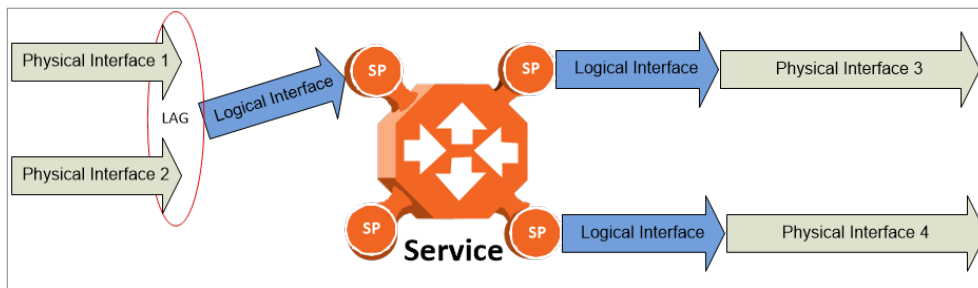 Physical Interface 1
LAG
Physical Interface 2
Logical Interface
SP
SP
SP
SP
Service
Logical Interface
Physical Interface 3
Logical Interface
Physical Interface 4